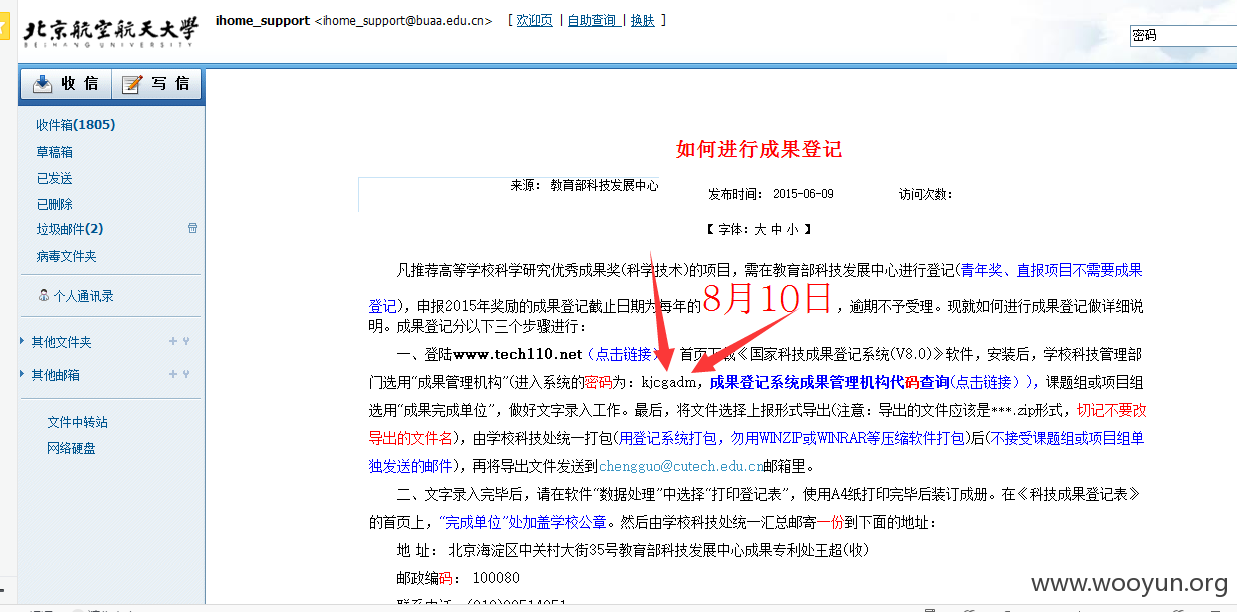 北京航空航天大学
BEIHANG UNIVERSITY
ihome_support <ihome_support@buaa.edu.cn> [ 欢迎页 | 自助查询 | 换肤 ]
密码
收 信 写 信
收件箱(1805)
草稿箱
已发送
已删除
垃圾邮件(2)
病毒文件夹
个人通讯录
其他文件夹
其他邮箱
文件中转站
网络硬盘
如何进行成果登记
来源： 教育部科技发展中心 发布时间： 2015-06-09 访问次数：
【 字体：大 中 小 】
凡推荐高等学校科学研究优秀成果奖(科学技术)的项目，需在教育部科技发展中心进行登记(青年奖、直报项目不需要成果
登记)，申报2015年奖励的成果登记截止日期为每年的8月10日，逾期不予受理。现就如何进行成果登记做详细说
明。成果登记分以下三个步骤进行：
一、登陆www.tech110.net（点击链接） 首页下载《国家科技成果登记系统(V8.0)》软件，安装后，学校科技管理部
门选用“成果管理机构”(进入系统的密码为：kjcgadm，成果登记系统成果管理机构代码查询(点击链接））,课题组或项目组
选用“成果完成单位”，做好文字录入工作。最后，将文件选择上报形式导出(注意：导出的文件应该是***.zip形式，切记不要改
导出的文件名)，由学校科技处统一打包(用登记系统打包，勿用WINZIP或WINRAR等压缩软件打包)后(不接受课题组或项目组单
独发送的邮件)，再将导出文件发送到chengguo@cutech.edu.cn邮箱里。
二、文字录入完毕后，请在软件“数据处理”中选择“打印登记表”，使用A4纸打印完毕后装订成册。在《科技成果登记表》
的首页上，“完成单位”处加盖学校公章。然后由学校科技处统一汇总邮寄一份到下面的地址：
地 址： 北京海淀区中关村大街35号教育部科技发展中心成果专利处王超(收)
邮政编码： 100080
www.wooyun.org